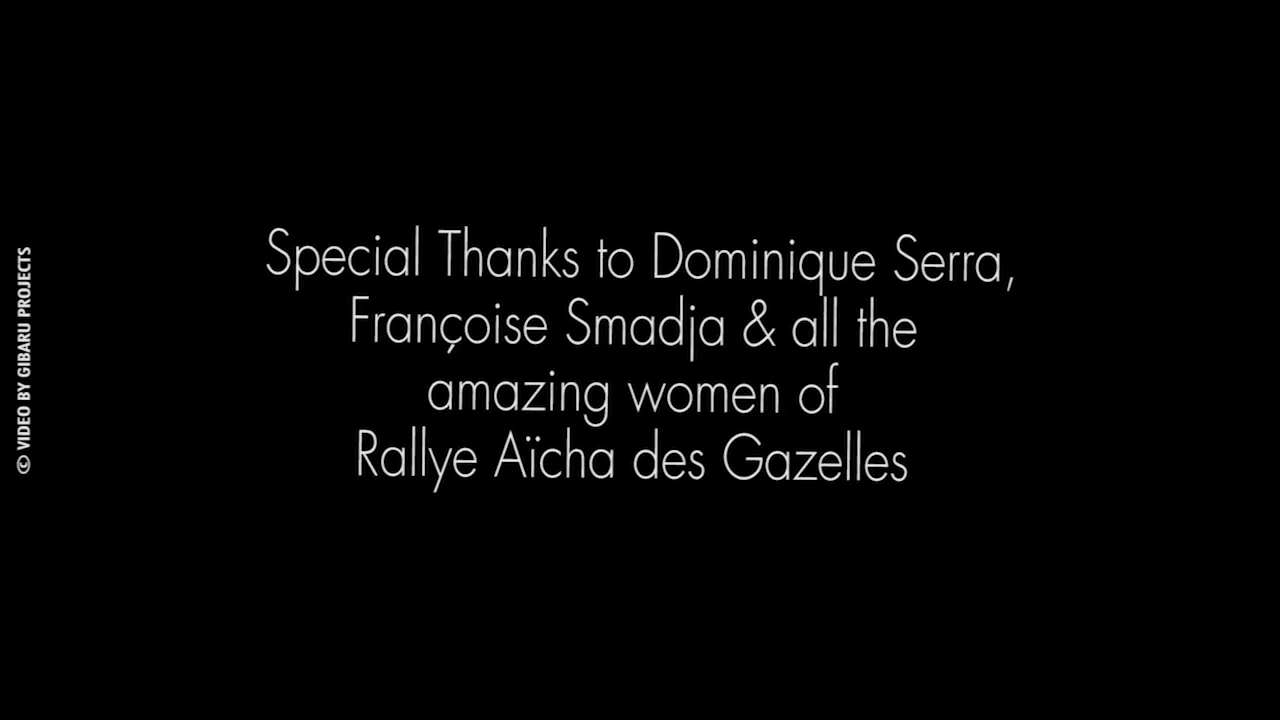 Special Thanks to Dominique Serra,
Françoise Smadja & all the
amazing women of
Rallye Aïcha des Gazelles
© VIDEO BY GIBARU PROJECTS